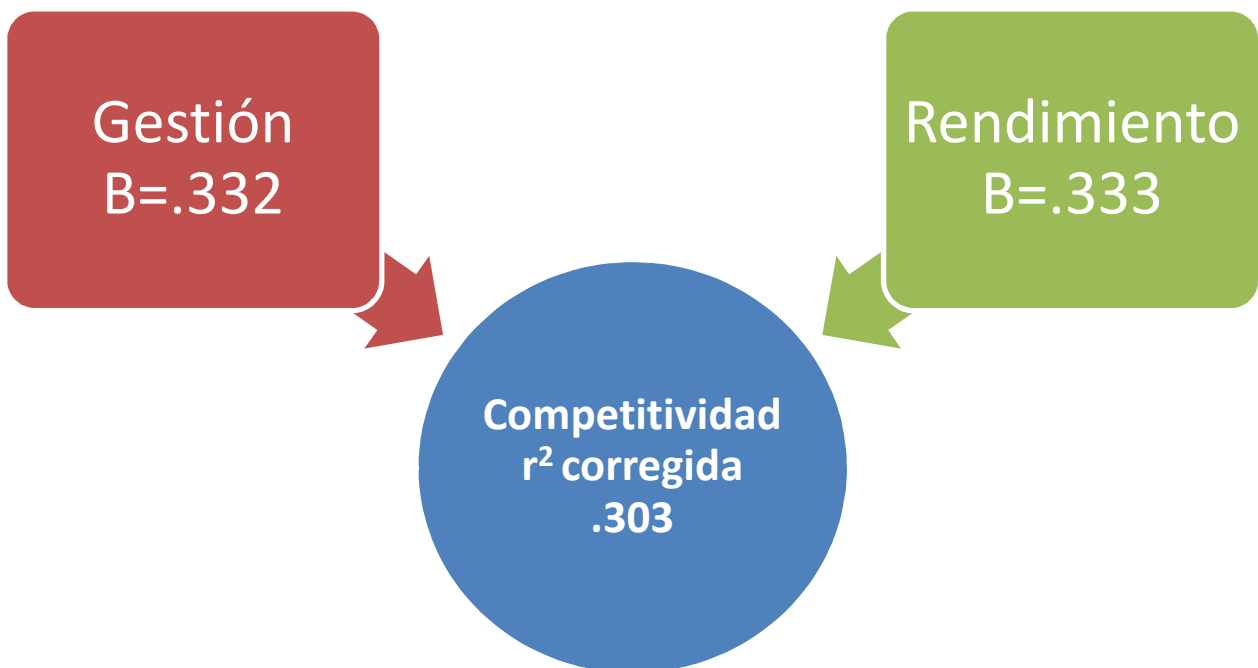 Gestión
B=.332
Rendimiento
B=.333
Competitividad
r² corregida
.303